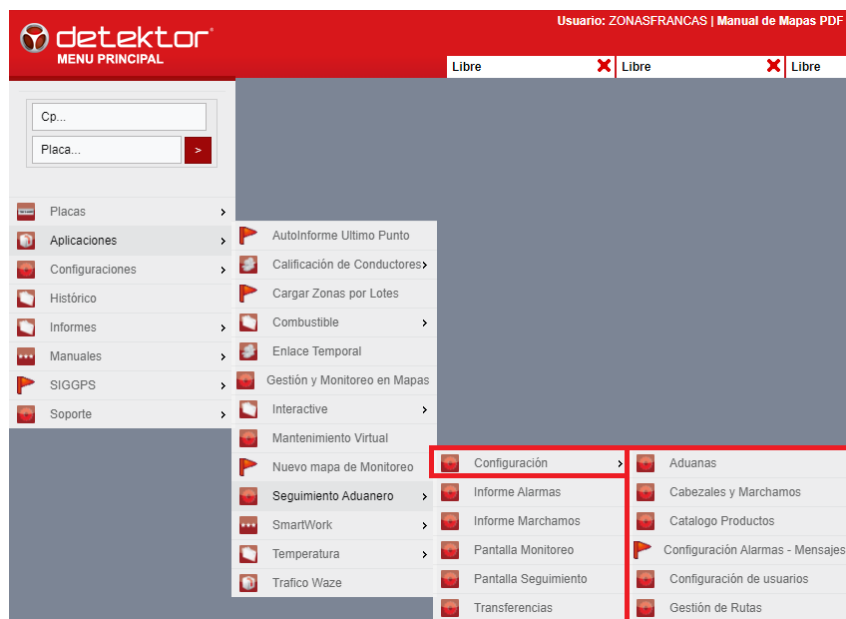 Usuario: ZONASFRANCAS | Manual de Mapas PDF
detektor
MENU PRINCIPAL
Libre
Libre
Libre
Cp...
Placa...
>
Placas
Aplicaciones
Configuraciones
Histórico
Informes
Manuales
SIGGPS
Soporte
AutoInforme Ultimo Punto
Calificación de Conductores
Cargar Zonas por Lotes
Combustible
Enlace Temporal
Gestión y Monitoreo en Mapas
Interactive
Mantenimiento Virtual
Nuevo mapa de Monitoreo
Seguimiento Aduanero
SmartWork
Temperatura
Trafico Waze
Configuración
Informe Alarmas
Informe Marchamos
Pantalla Monitoreo
Pantalla Seguimiento
Transferencias
Aduanas
Cabezales y Marchamos
Catalogo Productos
Configuración Alarmas - Mensajes
Configuración de usuarios
Gestión de Rutas